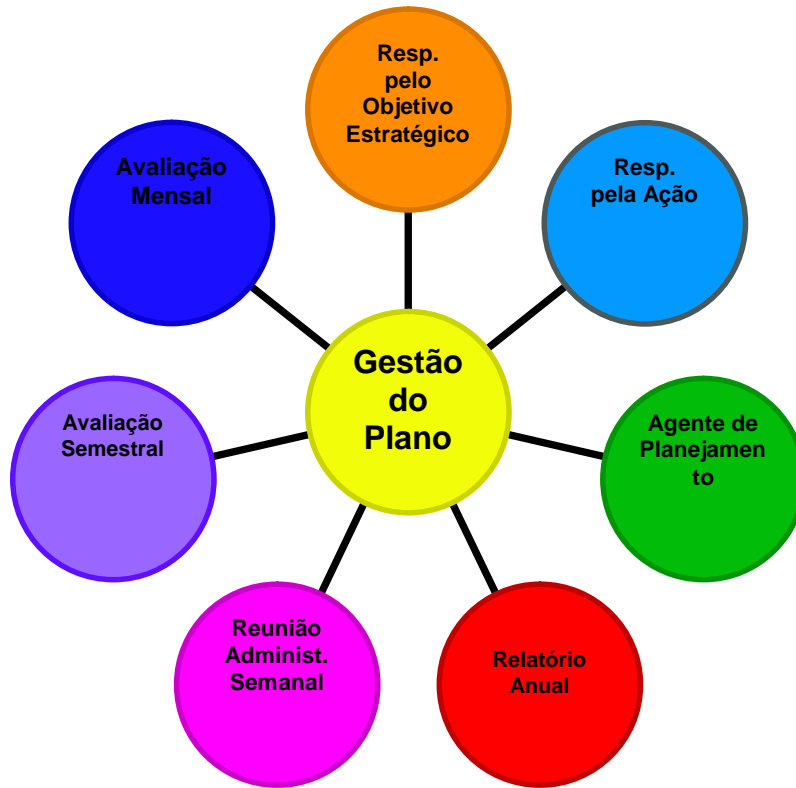 Resp.
pelo
Objetivo
Estratégico
Resp.
pela Ação
Agente de
Planejamen
to
Relatório
Anual
Reunião
Administ.
Semanal
Avaliação
Semestral
Avaliação
Mensal
Gestão
do
Plano